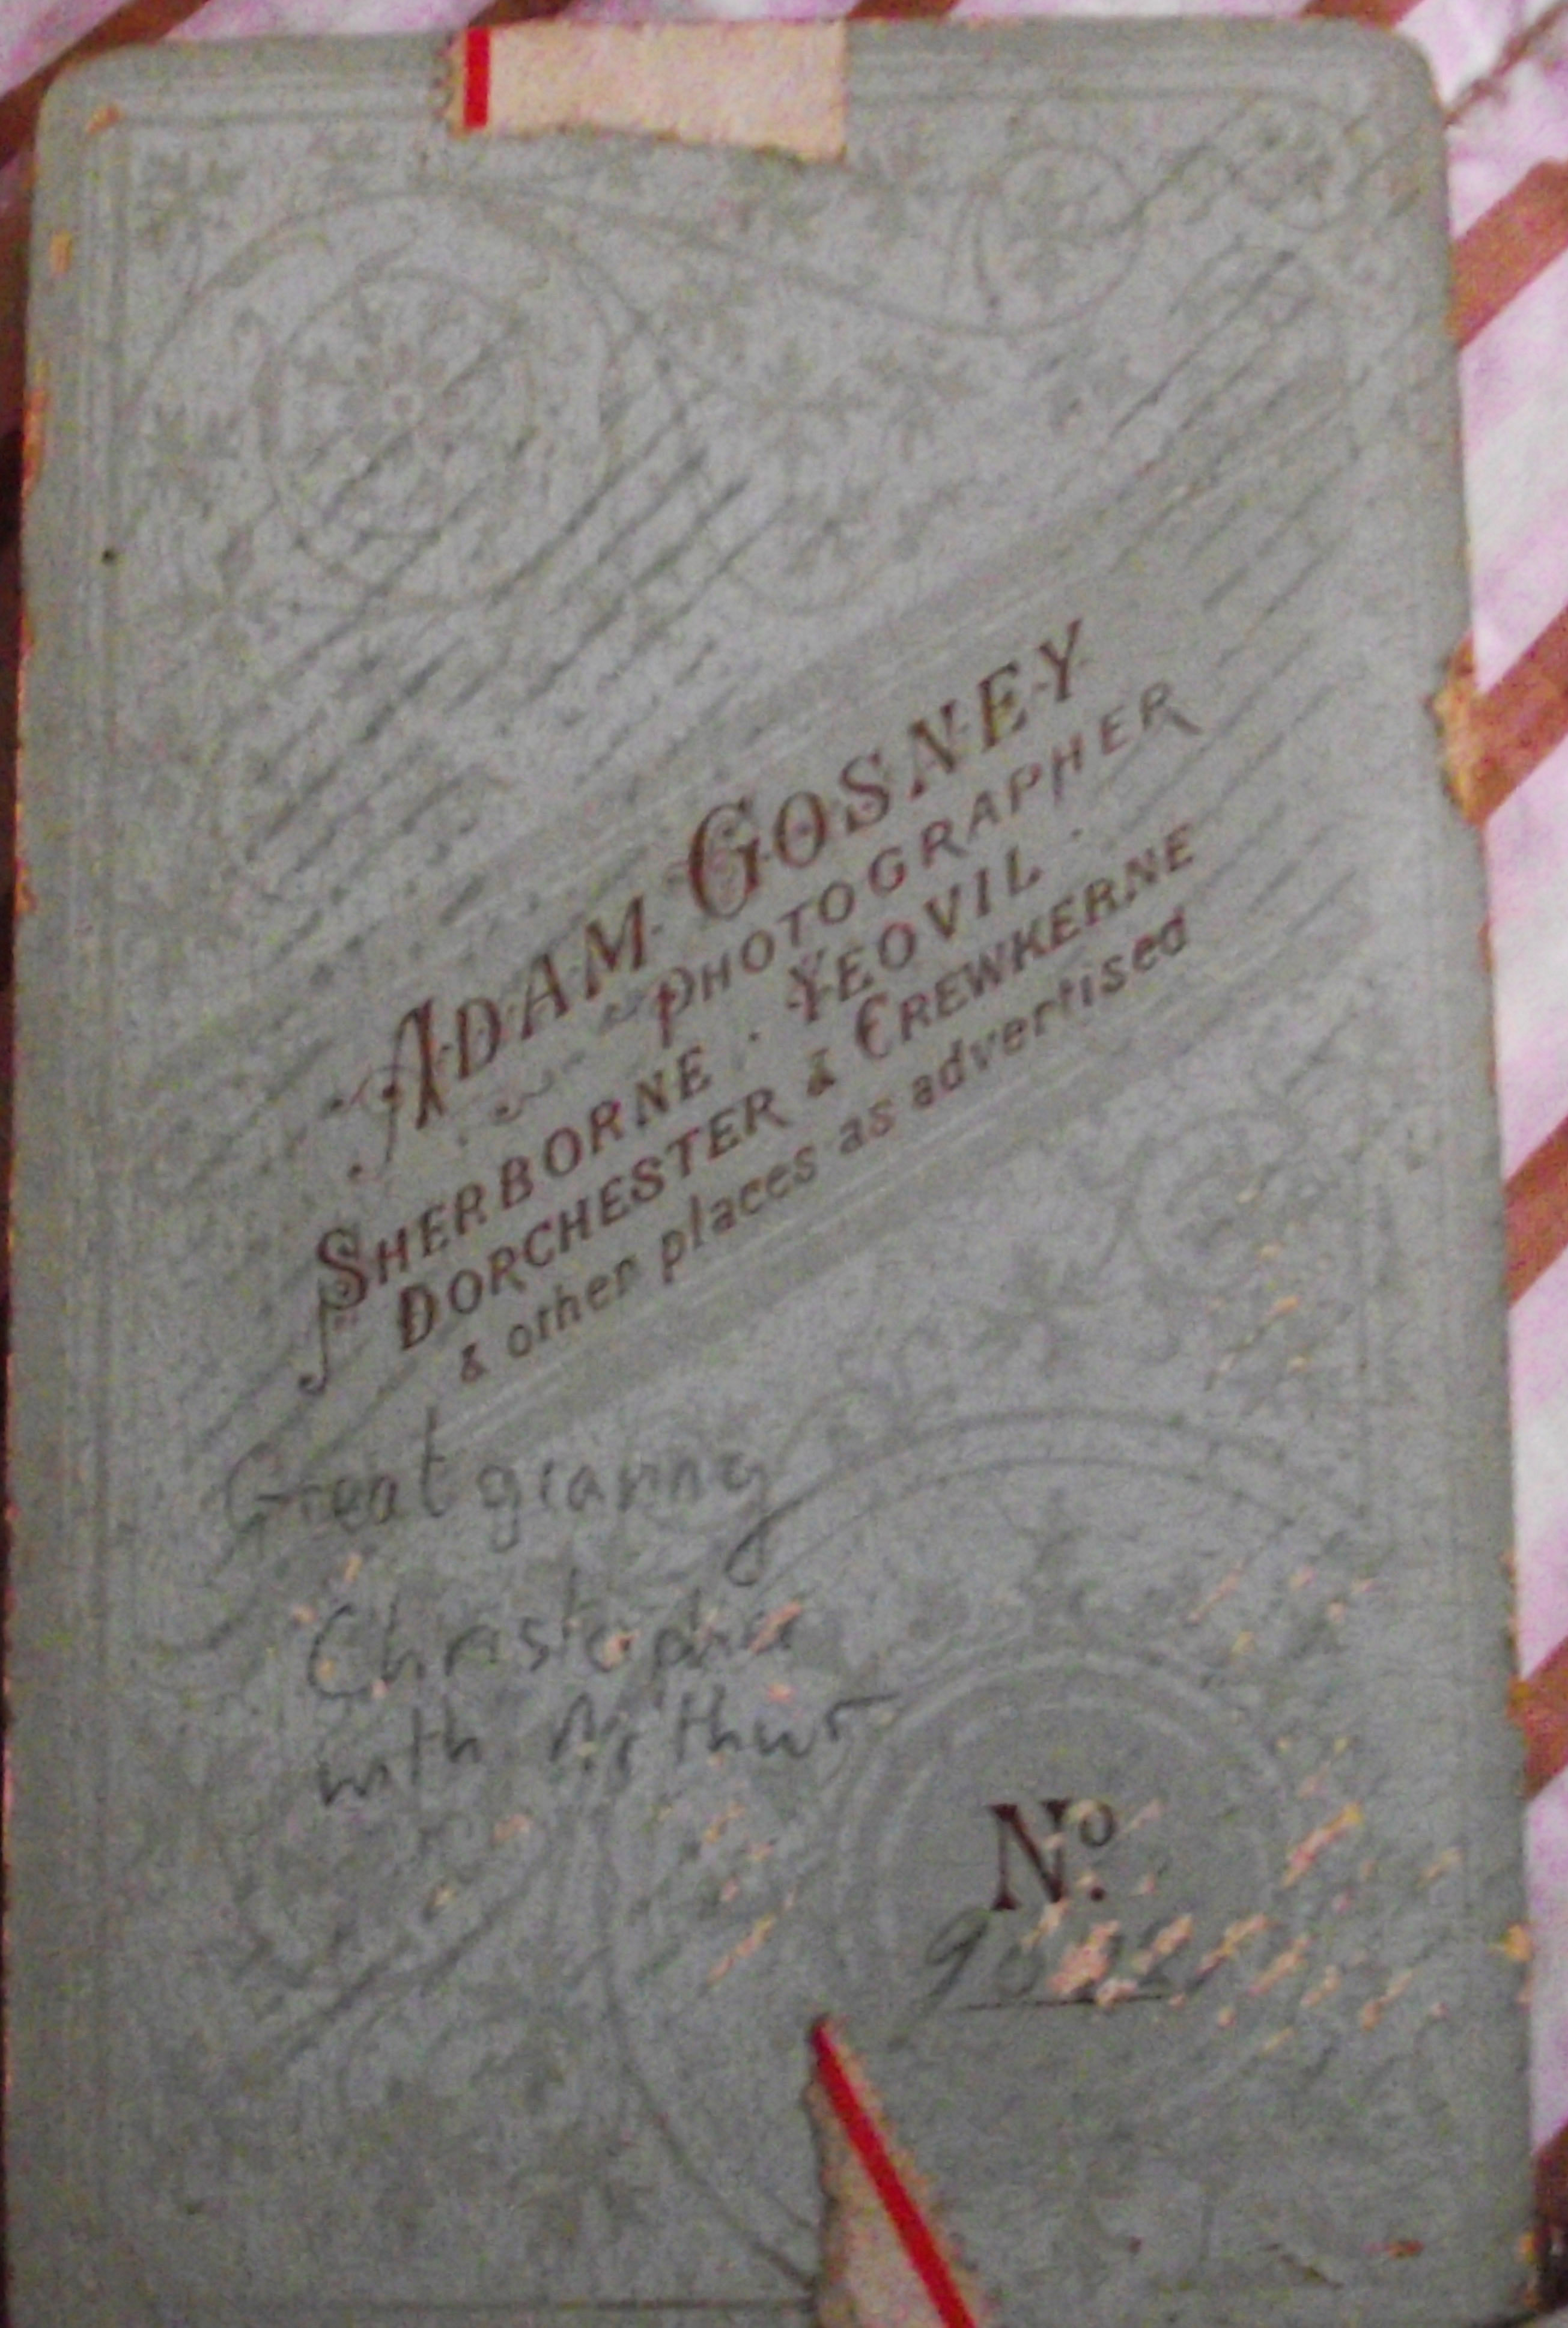 ADAM GOSNEY
PHOTOGRAPHER
SHERBORNE · YEOVIL ·
DORCHESTER & CREWKERNE
& other places as advertised
Great granny
Christopher
with Arthur
No.